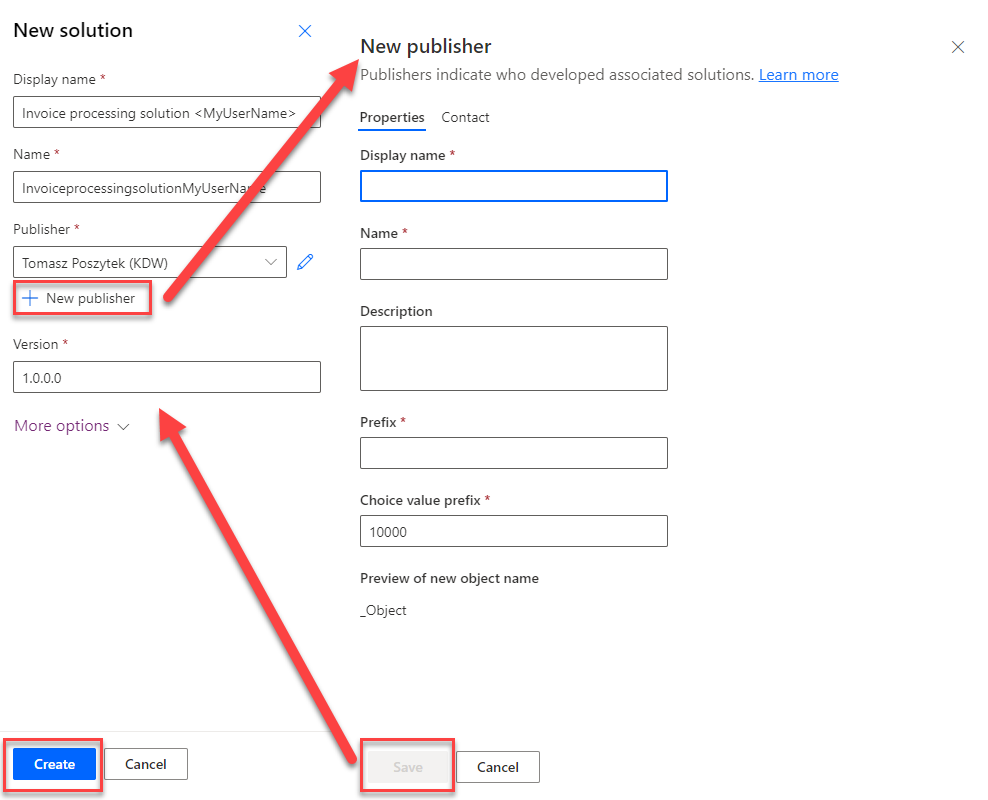 New solution
Display name *
Invoice processing solution <MyUserName>
Name *
InvoiceprocessingsolutionMyUserName
Publisher *
Tomasz Poszytek (KDW)
New publisher
Version *
1.0.0.0
More options
Create
Cancel
New publisher
Publishers indicate who developed associated solutions. Learn more
Properties
Contact
Display name *
Name *
Description
Prefix *
Choice value prefix *
10000
Preview of new object name
_Object
Save
Cancel